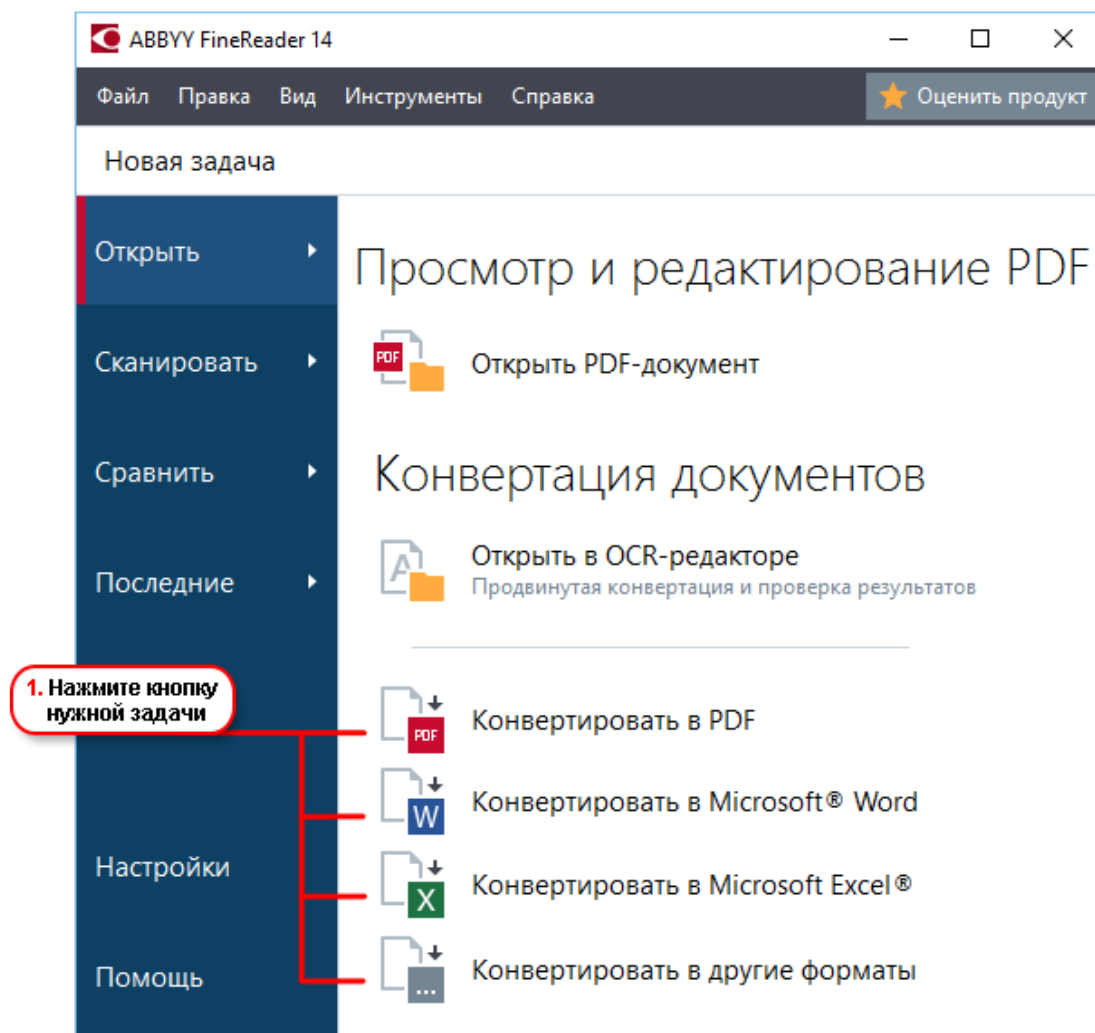 ABBYY FineReader 14
Файл Правка Вид Инструменты Справка Оценить продукт
Новая задача
Открыть
Просмотр и редактирование PDF
PDF
Открыть PDF-документ
Сканировать
Сравнить
Конвертация документов
A
Открыть в OCR-редакторе
Продвинутая конвертация и проверка результатов
Последние
1. Нажмите кнопку
нужной задачи
PDF
Конвертировать в PDF
W
Конвертировать в Microsoft® Word
Настройки
X
Конвертировать в Microsoft Excel®
Помощь
...
Конвертировать в другие форматы